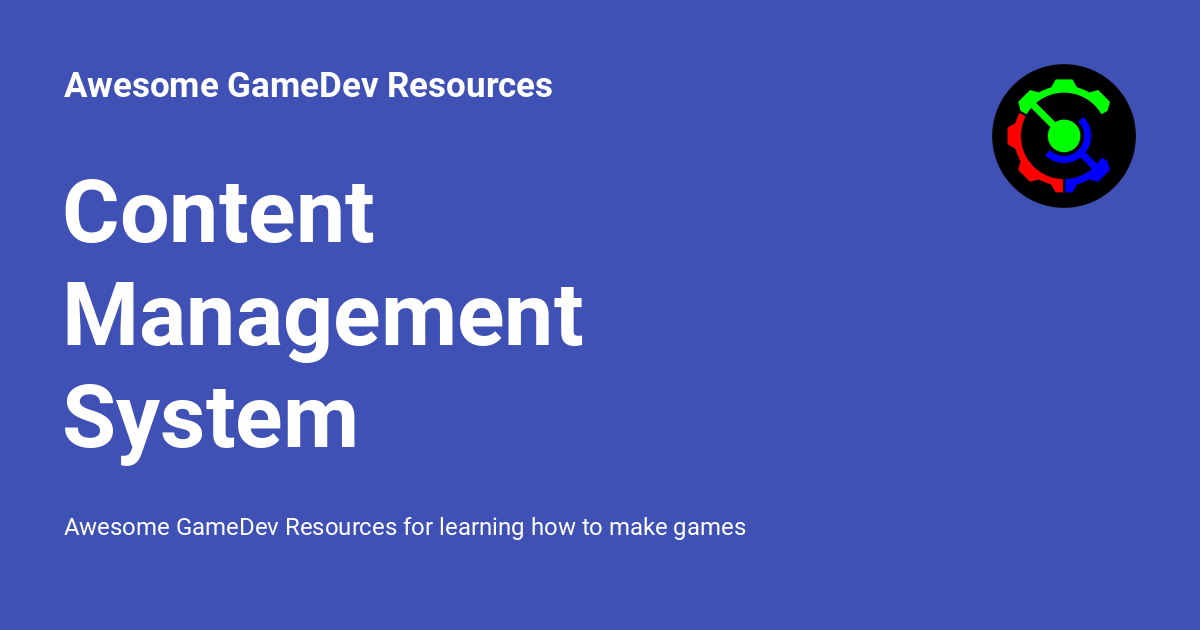 Awesome GameDev Resources
Content
Management
System
Awesome GameDev Resources for learning how to make games